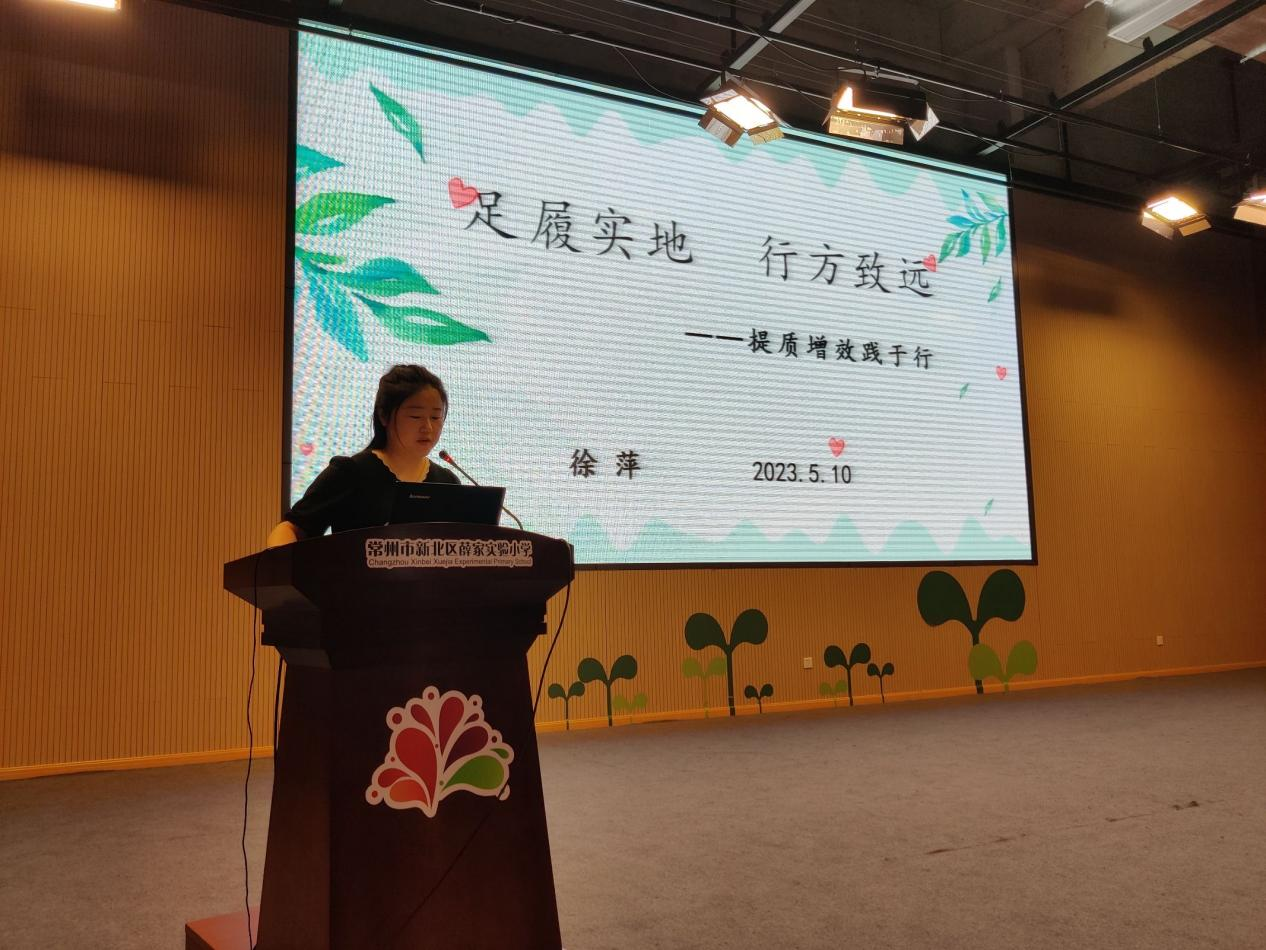 足履实地 行方致远
——提质增效践于行
徐 萍 2023.5.10
lenovo
常州市新北区薛家实验小学
Changzhou Xinbei Xuejia Experimental Primary School